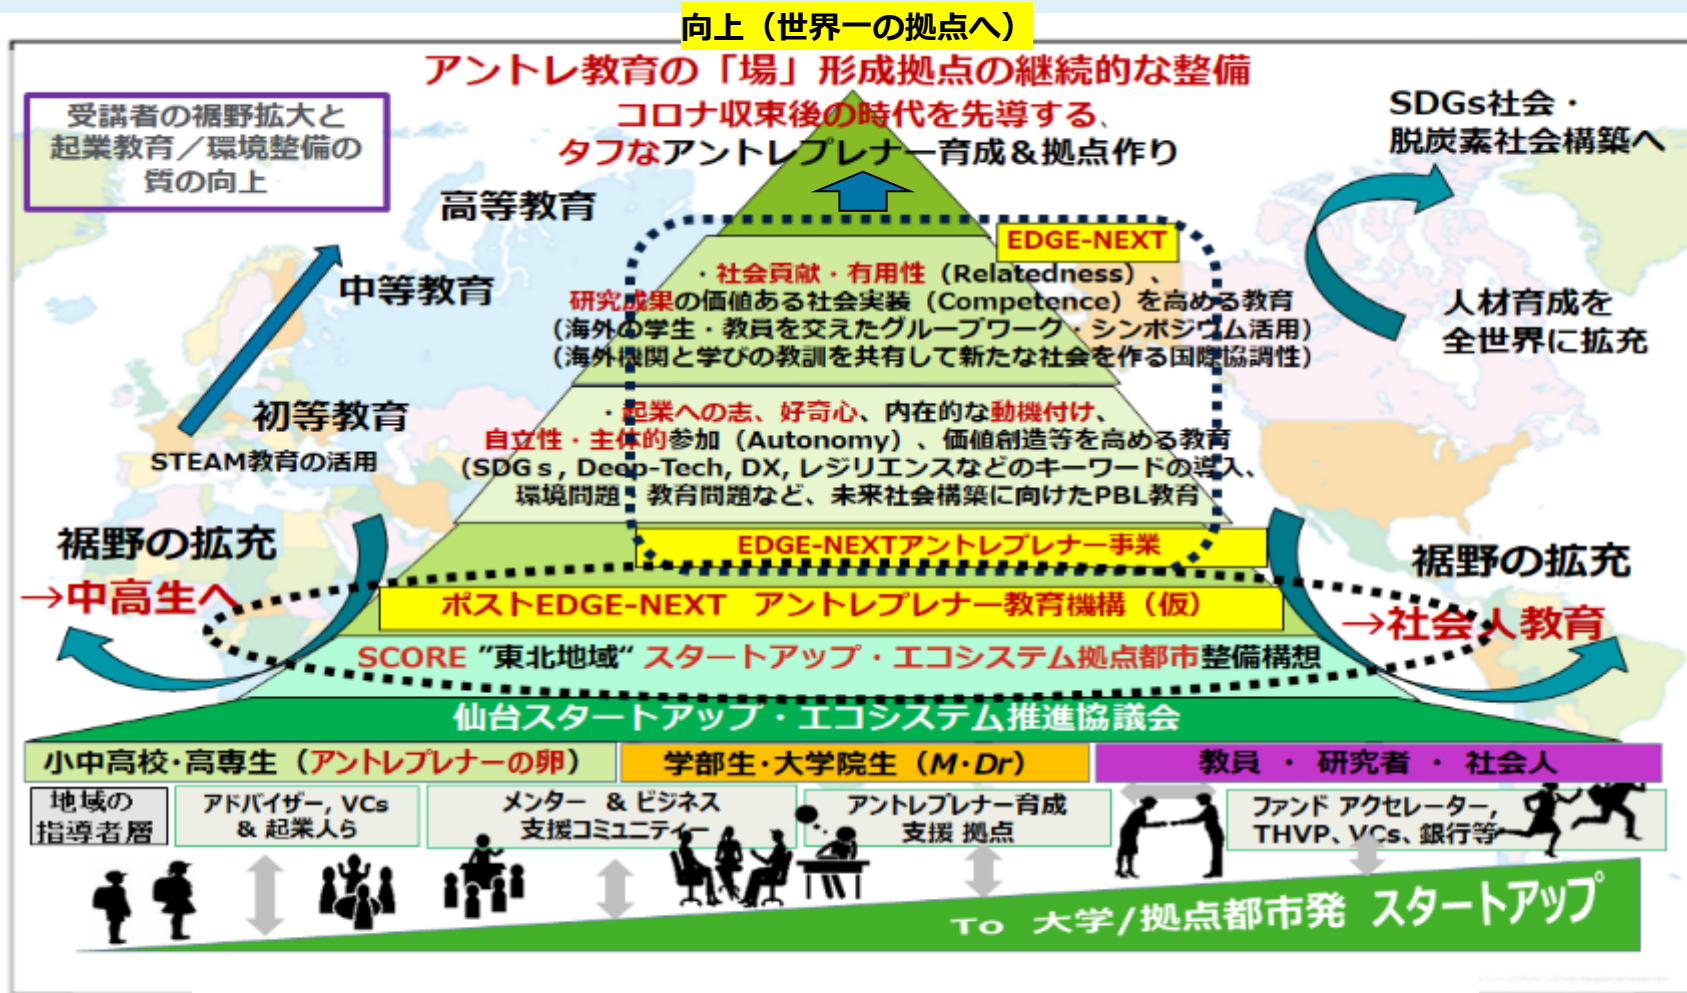 向上（世界一の拠点へ）
アントレ教育の「場」形成拠点の継続的な整備
コロナ収束後の時代を先導する、
タフなアントレプレナー育成＆拠点作り
受講者の裾野拡大と
起業教育／環境整備の
質の向上
SDGs社会・
脱炭素社会構築へ
高等教育
中等教育
初等教育
STEAM教育の活用
人材育成を
全世界に拡充
EDGE-NEXT
・社会貢献・有用性（Relatedness）、
研究成果の価値ある社会実装（Competence）を高める教育
（海外の学生・教員を交えたグループワーク・シンポジウム活用）
（海外機関と学びの教訓を共有して新たな社会を作る国際協調性）
・起業への志、好奇心、内在的な動機付け、
自立性・主体的参加（Autonomy）、価値創造等を高める教育
（SDGｓ, Deep-Tech, DX, レジリエンスなどのキーワードの導入、
環境問題・教育問題など、未来社会構築に向けたPBL教育
裾野の拡充
→中高生へ
裾野の拡充
→社会人教育
EDGE-NEXTアントレプレナー事業
ポストEDGE-NEXT　アントレプレナー教育機構（仮）
SCORE ”東北地域“ スタートアップ・エコシステム拠点都市整備構想
仙台スタートアップ・エコシステム推進協議会
小中高校・高専生（アントレプレナーの卵）
学部生・大学院生（M・Dr）
教員 ・ 研究者 ・ 社会人
地域の
指導者層
アドバイザー, VCs
& 起業人ら
メンター ＆ ビジネス
支援コミュニティー
アントレプレナー育成
支援 拠点
ファンド アクセレーター,
THVP、VCs、銀行等
To 大学/拠点都市発 スタートアップ